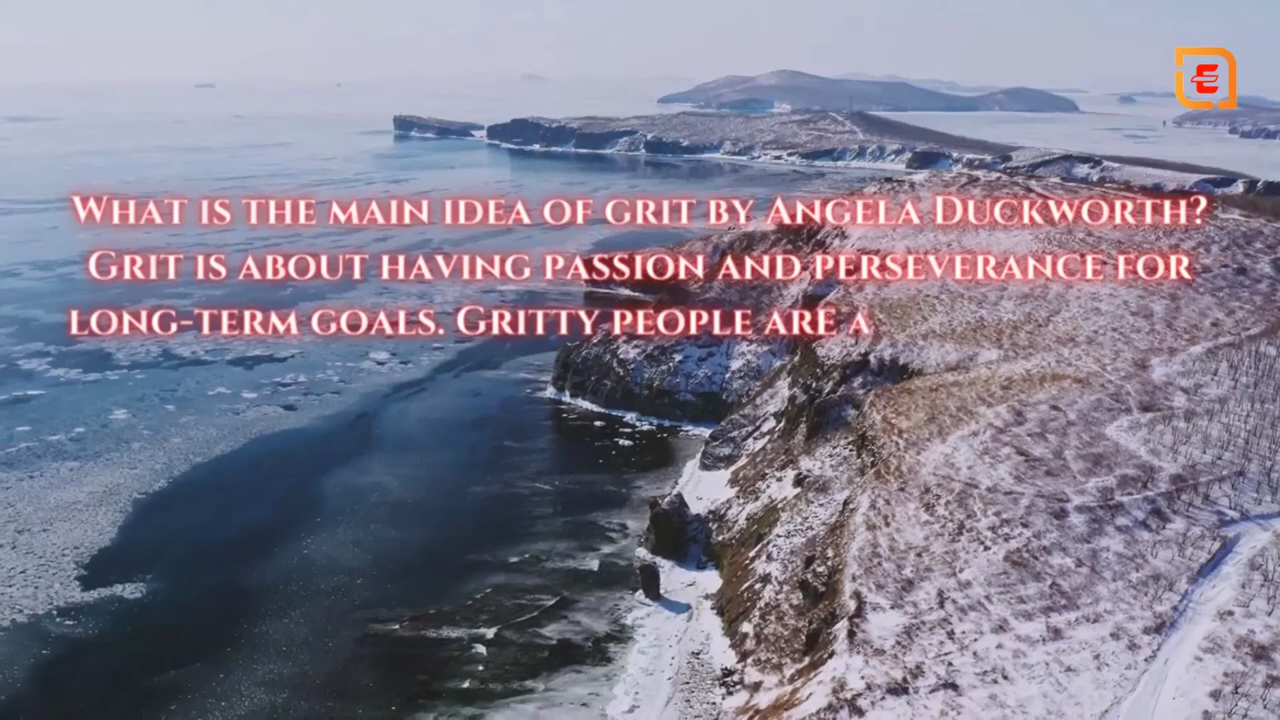 What is the main idea of grit by Angela Duckworth?
Grit is about having passion and perseverance for
long-term goals. Gritty people are a
E